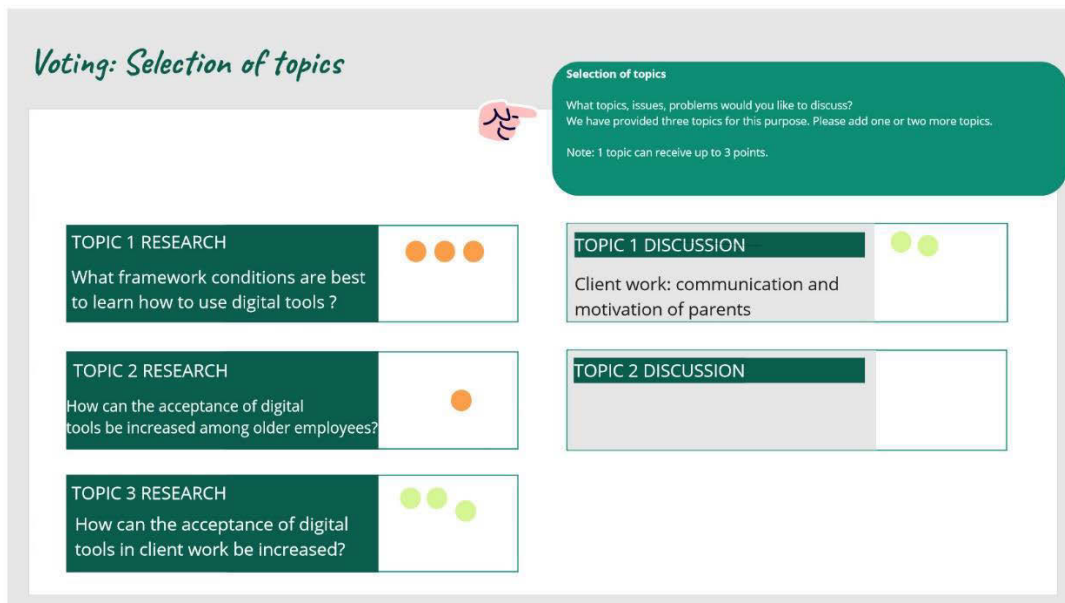 Voting: Selection of topics
Selection of topics
What topics, issues, problems would you like to discuss?
We have provided three topics for this purpose. Please add one or two more topics.
Note: 1 topic can receive up to 3 points.
TOPIC 1 RESEARCH
What framework conditions are best
to learn how to use digital tools ?
TOPIC 2 RESEARCH
How can the acceptance of digital
tools be increased among older employees?
TOPIC 3 RESEARCH
How can the acceptance of digital
tools in client work be increased?
TOPIC 1 DISCUSSION
Client work: communication and
motivation of parents
TOPIC 2 DISCUSSION